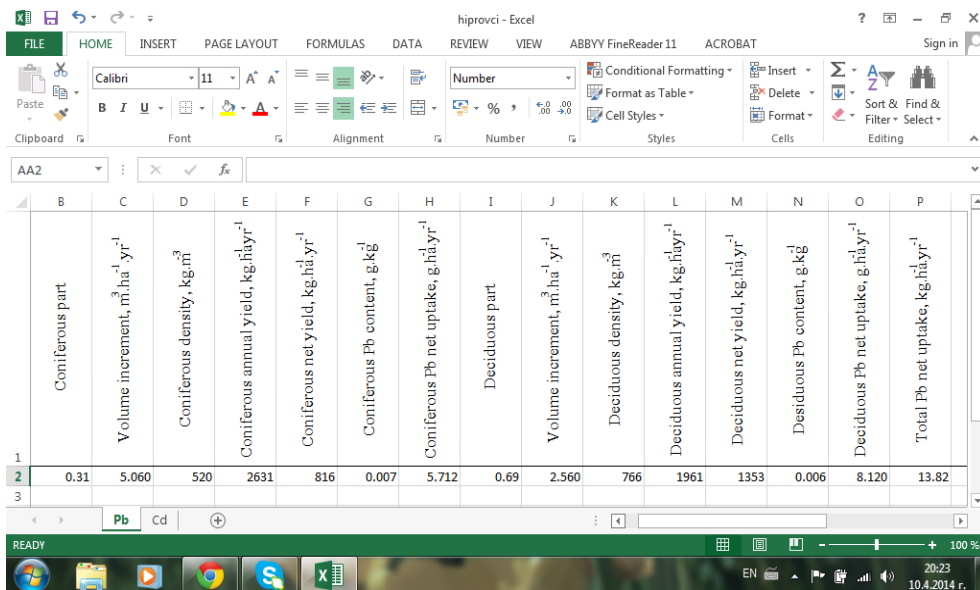 hiprovci - Excel
Sign in
FILE HOME INSERT PAGE LAYOUT FORMULAS DATA REVIEW VIEW ABBYY FineReader 11 ACROBAT
Paste
Calibri 11
B I U
Number
% ,
Conditional Formatting
Format as Table
Cell Styles
Insert
Delete
Format
Sort & Filter
Find & Select
Clipboard Font Alignment Number Styles Cells Editing
AA2
fx
B C D E F G H I J K L M N O P
1
Coniferous part
Volume increment, m³.ha⁻¹.yr⁻¹
Coniferous density, kg.m⁻³
Coniferous annual yield, kg.ha⁻¹yr⁻¹
Coniferous net yield, kg.ha⁻¹.yr⁻¹
Coniferous Pb content, g.kg⁻¹
Coniferous Pb net uptake, g.ha⁻¹.yr⁻¹
Deciduous part
Volume increment, m³.ha⁻¹.yr⁻¹
Deciduous density, kg.m⁻³
Deciduous annual yield, kg.ha⁻¹yr⁻¹
Deciduous net yield, kg.ha⁻¹.yr⁻¹
Desiduous Pb content, g.kg⁻¹
Deciduous Pb net uptake, g.ha⁻¹.yr⁻¹
Total Pb net uptake, kg.ha⁻¹.yr⁻¹
2 0.31 5.060 520 2631 816 0.007 5.712 0.69 2.560 766 1961 1353 0.006 8.120 13.82
3
Pb Cd
READY
100 %
EN
20:23
10.4.2014 г.